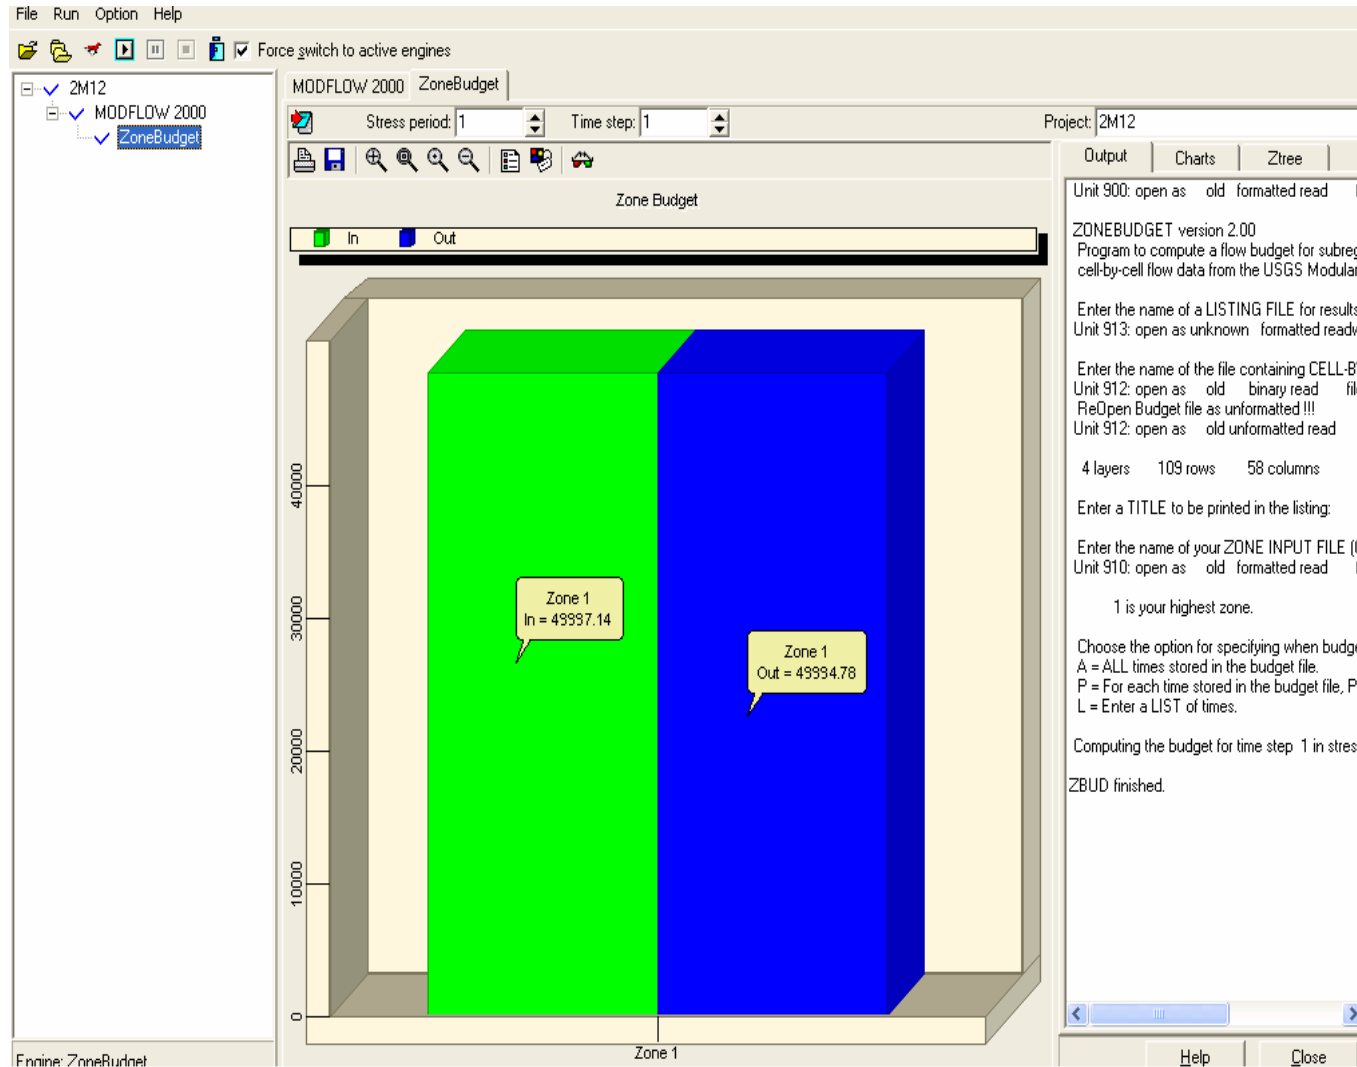 File Run Option Help
Force switch to active engines
2M12
MODFLOW 2000
ZoneBudget
MODFLOW 2000 ZoneBudget
Stress period: 1 Time step: 1 Project: 2M12
Output Charts Ztree
Zone Budget
In Out
40000
30000
20000
10000
0
Zone 1
In = 49997.14
Zone 1
Out = 49994.78
Zone 1
Unit 900: open as old formatted read
ZONEBUDGET version 2.00
Program to compute a flow budget for subreg
cell-by-cell flow data from the USGS Modular
Enter the name of a LISTING FILE for results
Unit 913: open as unknown formatted readw
Enter the name of the file containing CELL-B
Unit 912: open as old binary read fil
ReOpen Budget file as unformatted !!!
Unit 912: open as old unformatted read
4 layers 109 rows 58 columns
Enter a TITLE to be printed in the listing:
Enter the name of your ZONE INPUT FILE (
Unit 910: open as old formatted read
1 is your highest zone.
Choose the option for specifying when budge
A = ALL times stored in the budget file.
P = For each time stored in the budget file, P
L = Enter a LIST of times.
Computing the budget for time step 1 in stres
ZBUD finished.
Engine: ZoneBudget
Help Close